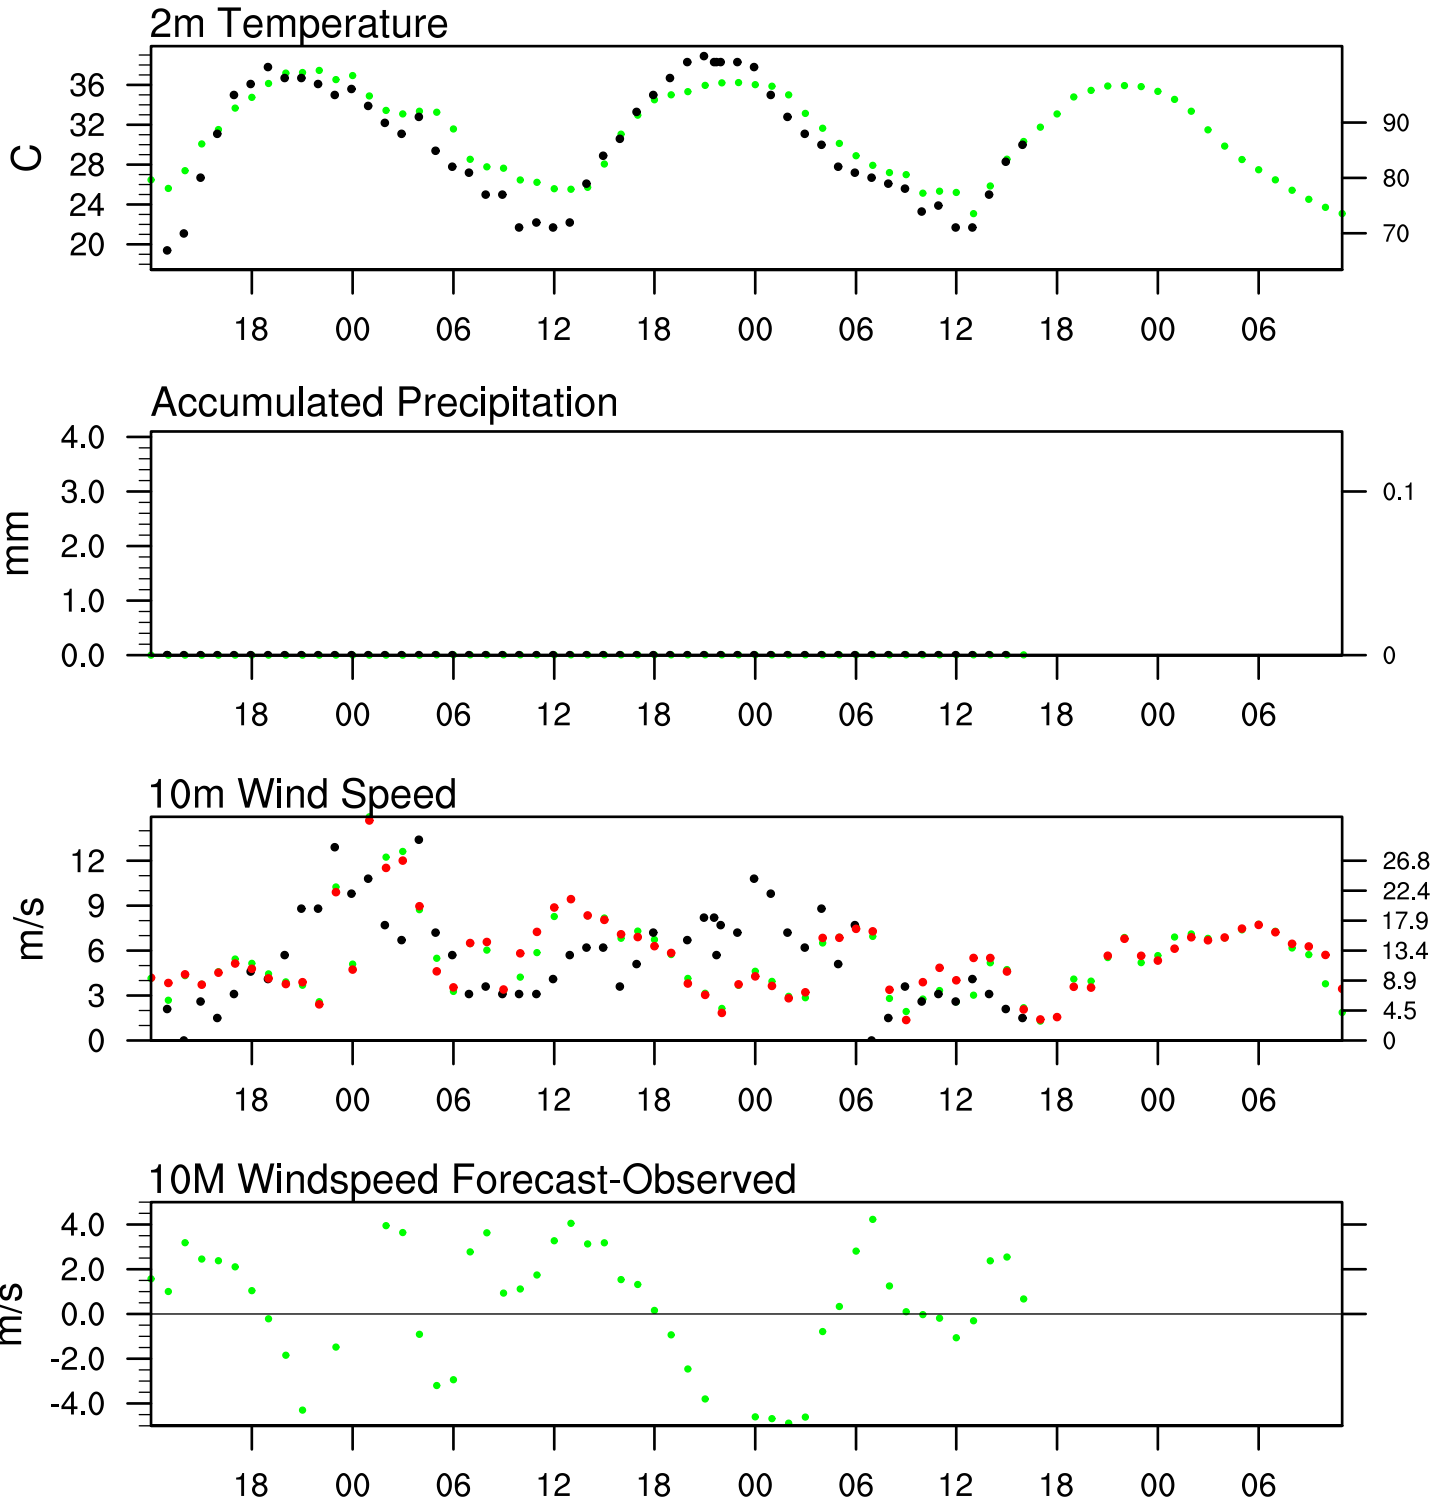 2m Temperature
C
36
32
28
24
20
90
80
70
18 00 06 12 18 00 06 12 18 00 06
Accumulated Precipitation
mm
4.0
3.0
2.0
1.0
0.0
0.1
0
18 00 06 12 18 00 06 12 18 00 06
10m Wind Speed
m/s
12
9
6
3
0
26.8
22.4
17.9
13.4
8.9
4.5
0
18 00 06 12 18 00 06 12 18 00 06
10M Windspeed Forecast-Observed
m/s
4.0
2.0
0.0
-2.0
-4.0
18 00 06 12 18 00 06 12 18 00 06